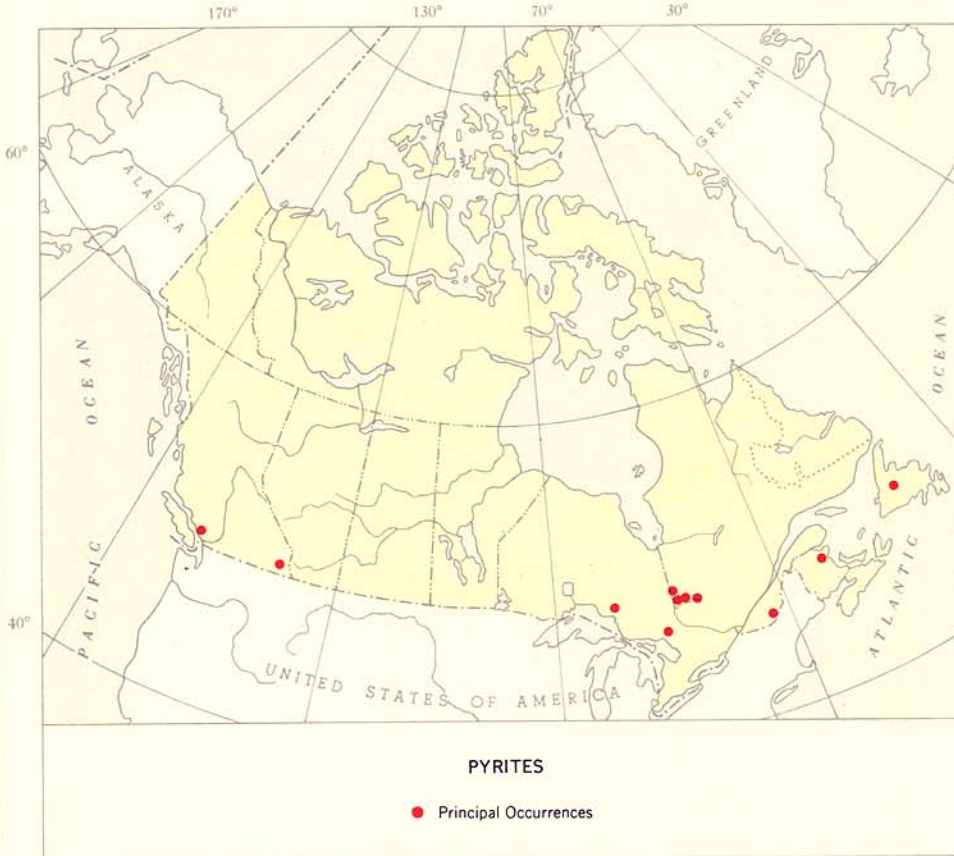 170° 130° 70° 30°
60°
ALASKA
GREENLAND
PACIFIC OCEAN
ATLANTIC OCEAN
40°
UNITED STATES OF AMERICA
PYRITES
Principal Occurrences